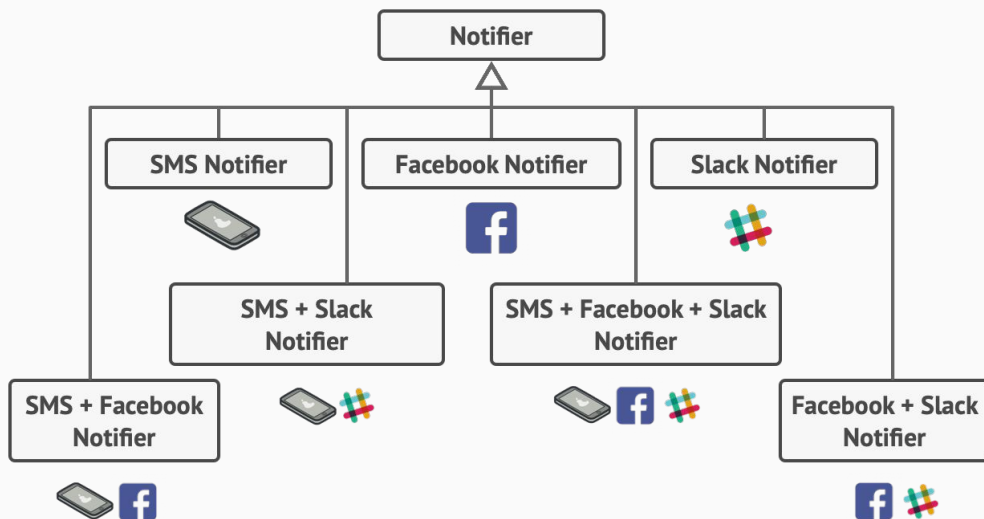 Notifier
SMS Notifier
Facebook Notifier
Slack Notifier
SMS + Slack
Notifier
SMS + Facebook + Slack
Notifier
SMS + Facebook
Notifier
Facebook + Slack
Notifier